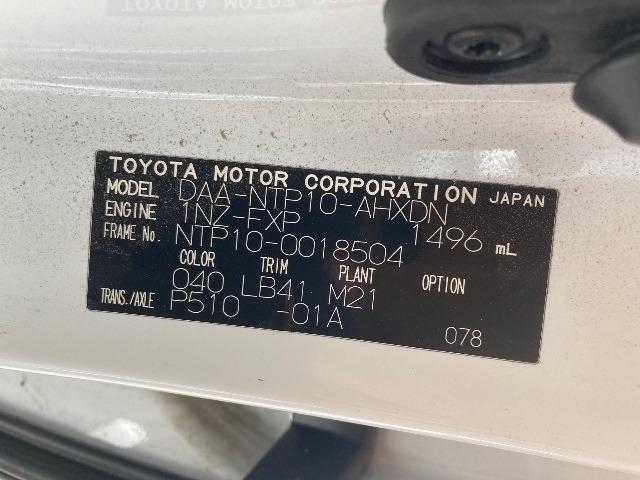 TOYOTA MOTOR CORPORATION JAPAN
MODEL DAA-NTP10-AHXDN
ENGINE 1NZ-FXP 1496 mL
FRAME No. NTP10-0018504
COLOR TRIM PLANT OPTION
040 LB41 M21
TRANS./AXLE P510 -01A
078